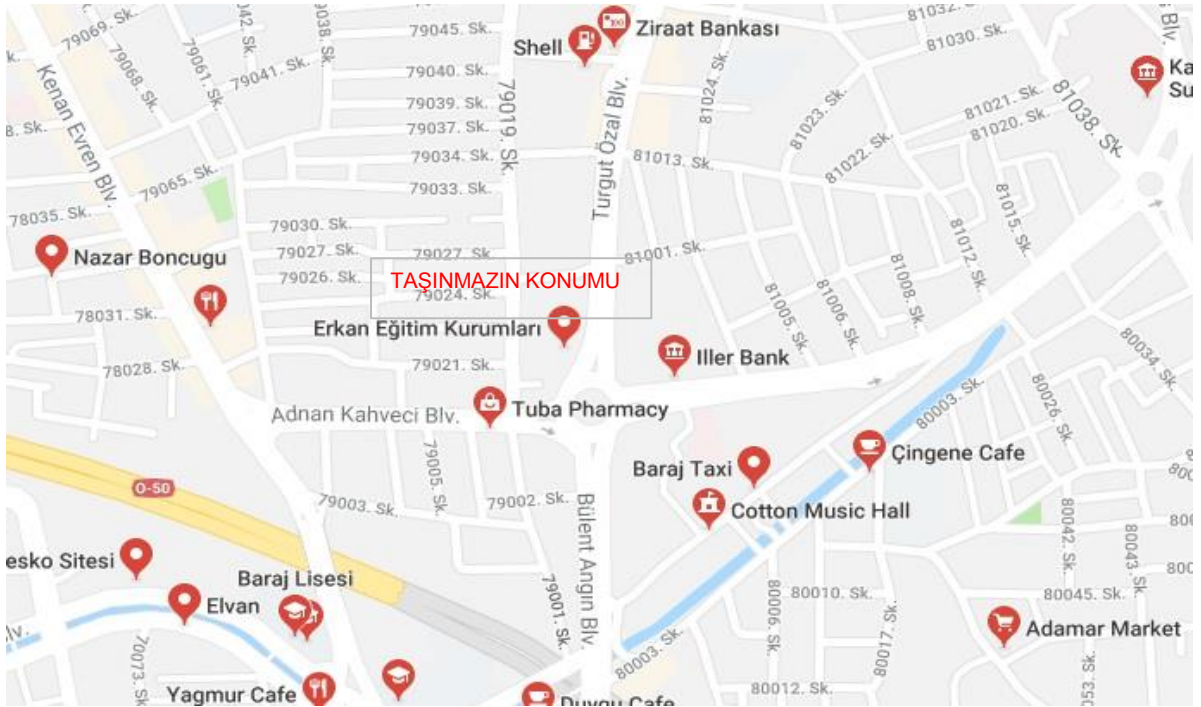 81032. Sk.
79069. Sk.
79045. Sk.
Ziraat Bankası
81030. Sk.
Shell
79068. Sk.
79061. Sk.
79038. Sk.
79041. Sk.
79040. Sk.
81024. Sk.
Ka
Su
Kenan Evren Blv.
79039. Sk.
79019. Sk.
Turgut Özal Blv.
81023. Sk.
81021. Sk.
81038. Sk.
79037. Sk.
81020. Sk.
79034. Sk.
81013. Sk.
81022. Sk.
79065. Sk.
79033. Sk.
78035. Sk.
79030. Sk.
81015. Sk.
Nazar Boncugu
79027. Sk.
79027. Sk.
81001. Sk.
81012. Sk.
79026. Sk.
TAŞINMAZIN KONUMU
79024. Sk.
81005. Sk.
81006. Sk.
81008. Sk.
78031. Sk.
Erkan Eğitim Kurumları
Iller Bank
80034. Sk.
78028. Sk.
79021. Sk.
80003. Sk.
80026. Sk.
Adnan Kahveci Blv.
Tuba Pharmacy
Çingene Cafe
79005. Sk.
Baraj Taxi
O-50
79003. Sk.
79002. Sk.
Cotton Music Hall
Bülent Angın Blv.
80042. Sk.
80043. Sk.
esko Sitesi
Baraj Lisesi
79001. Sk.
80006. Sk.
80010. Sk.
80017. Sk.
80045. Sk.
Elvan
Adamar Market
80003. Sk.
Yagmur Cafe
80012. Sk.
Duygu Cafe